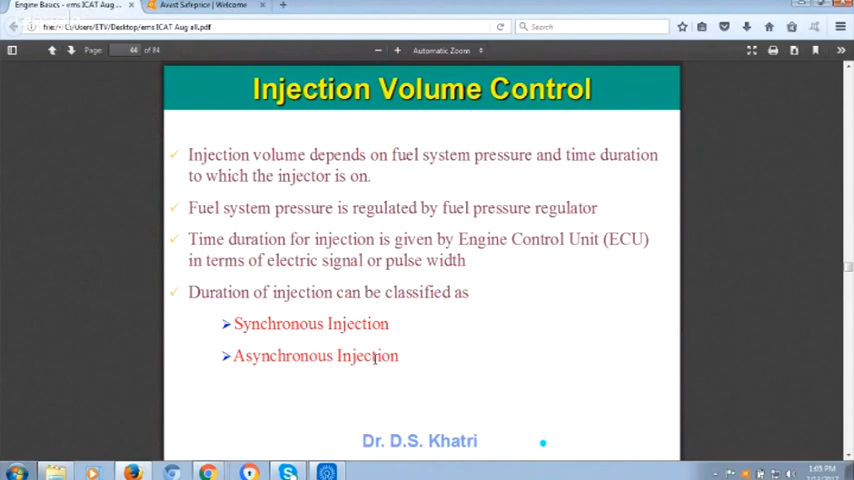 Engine Basics - ems ICAT Aug ...
Avast Safeprice | Welcome
file:///C:/Users/ETV/Desktop/ems ICAT Aug all.pdf
Search
Page: 44 of 84
Automatic Zoom
Injection Volume Control
Injection volume depends on fuel system pressure and time duration
to which the injector is on.
Fuel system pressure is regulated by fuel pressure regulator
Time duration for injection is given by Engine Control Unit (ECU)
in terms of electric signal or pulse width
Duration of injection can be classified as
Synchronous Injection
Asynchronous Injection
Dr. D.S. Khatri
1:05 PM